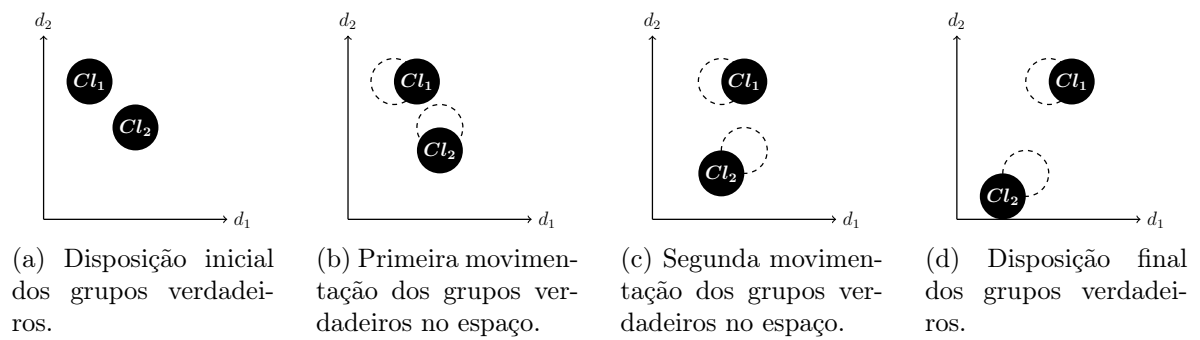 d₂
Cl₁
Cl₂
d₁
(a) Disposição inicial
dos grupos verdadei-
ros.
d₂
Cl₁
Cl₂
d₁
(b) Primeira movimen-
tação dos grupos ver-
dadeiros no espaço.
d₂
Cl₁
Cl₂
d₁
(c) Segunda movimen-
tação dos grupos ver-
dadeiros no espaço.
d₂
Cl₁
Cl₂
d₁
(d) Disposição final
dos grupos verdadei-
ros.